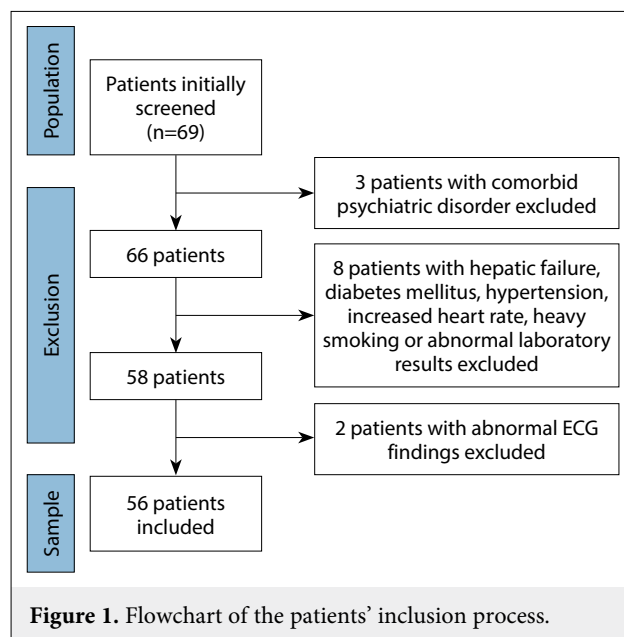 Population
Patients initially
screened
(n=69)
3 patients with comorbid
psychiatric disorder excluded
Exclusion
66 patients
8 patients with hepatic failure,
diabetes mellitus, hypertension,
increased heart rate, heavy
smoking or abnormal laboratory
results excluded
58 patients
2 patients with abnormal ECG
findings excluded
Sample
56 patients
included
Figure 1. Flowchart of the patients’ inclusion process.